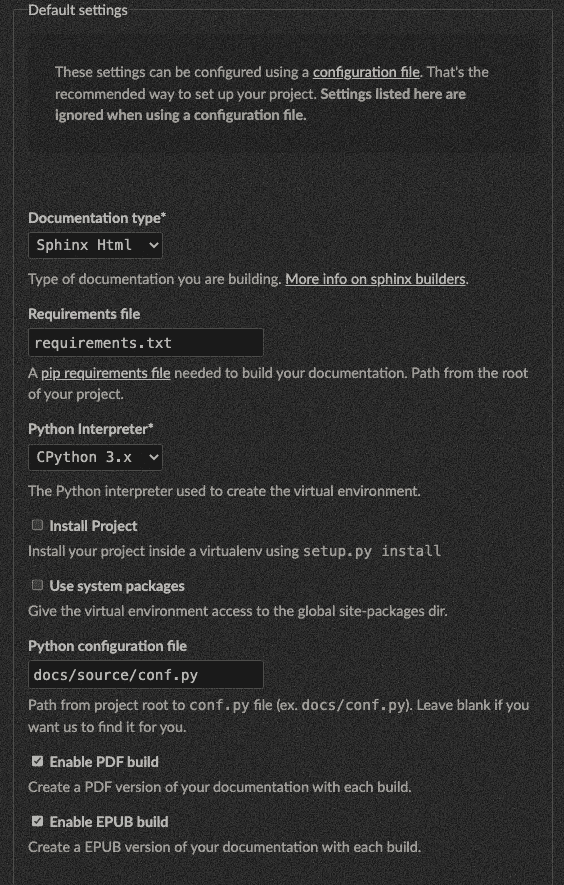 Default settings
These settings can be configured using a configuration file. That's the
recommended way to set up your project. Settings listed here are
ignored when using a configuration file.
Documentation type*
Sphinx Html
Type of documentation you are building. More info on sphinx builders.
Requirements file
requirements.txt
A pip requirements file needed to build your documentation. Path from the root
of your project.
Python Interpreter*
CPython 3.x
The Python interpreter used to create the virtual environment.
Install Project
Install your project inside a virtualenv using setup.py install
Use system packages
Give the virtual environment access to the global site-packages dir.
Python configuration file
docs/source/conf.py
Path from project root to conf.py file (ex. docs/conf.py). Leave blank if you
want us to find it for you.
Enable PDF build
Create a PDF version of your documentation with each build.
Enable EPUB build
Create a EPUB version of your documentation with each build.